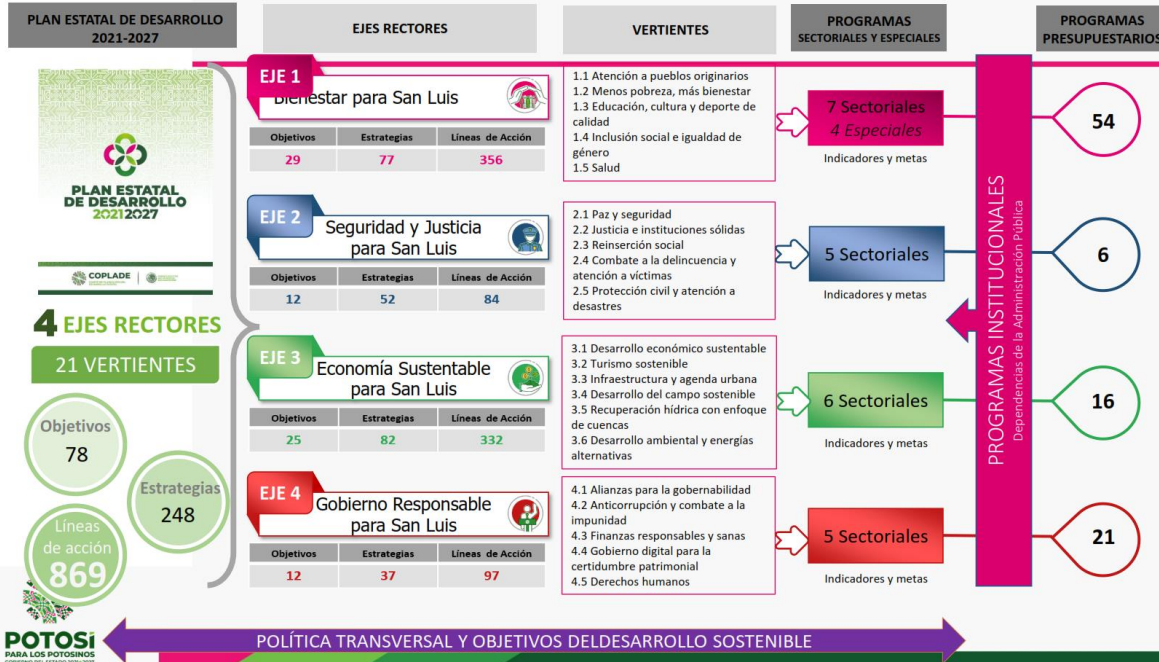 PLAN ESTATAL DE DESARROLLO
2021-2027
EJES RECTORES
VERTIENTES
PROGRAMAS
SECTORIALES Y ESPECIALES
PROGRAMAS
PRESUPUESTARIOS
PLAN ESTATAL
DE DESARROLLO
20212027
COPLADE
4 EJES RECTORES
21 VERTIENTES
Objetivos
78
Estrategias
248
Líneas
de acción
869
EJE 1
Bienestar para San Luis
Objetivos Estrategias Líneas de Acción
29 77 356
1.1 Atención a pueblos originarios
1.2 Menos pobreza, más bienestar
1.3 Educación, cultura y deporte de
calidad
1.4 Inclusión social e igualdad de
género
1.5 Salud
7 Sectoriales
4 Especiales
Indicadores y metas
54
EJE 2
Seguridad y Justicia
para San Luis
Objetivos Estrategias Líneas de Acción
12 52 84
2.1 Paz y seguridad
2.2 Justicia e instituciones sólidas
2.3 Reinserción social
2.4 Combate a la delincuencia y
atención a víctimas
2.5 Protección civil y atención a
desastres
5 Sectoriales
Indicadores y metas
6
EJE 3
Economía Sustentable
para San Luis
Objetivos Estrategias Líneas de Acción
25 82 332
3.1 Desarrollo económico sustentable
3.2 Turismo sostenible
3.3 Infraestructura y agenda urbana
3.4 Desarrollo del campo sostenible
3.5 Recuperación hídrica con enfoque
de cuencas
3.6 Desarrollo ambiental y energías
alternativas
6 Sectoriales
Indicadores y metas
16
EJE 4
Gobierno Responsable
para San Luis
Objetivos Estrategias Líneas de Acción
12 37 97
4.1 Alianzas para la gobernabilidad
4.2 Anticorrupción y combate a la
impunidad
4.3 Finanzas responsables y sanas
4.4 Gobierno digital para la
certidumbre patrimonial
4.5 Derechos humanos
5 Sectoriales
Indicadores y metas
21
PROGRAMAS INSTITUCIONALES
Dependencias de la Administración Pública
POTOSÍ
PARA LOS POTOSINOS
POLÍTICA TRANSVERSAL Y OBJETIVOS DELDESARROLLO SOSTENIBLE